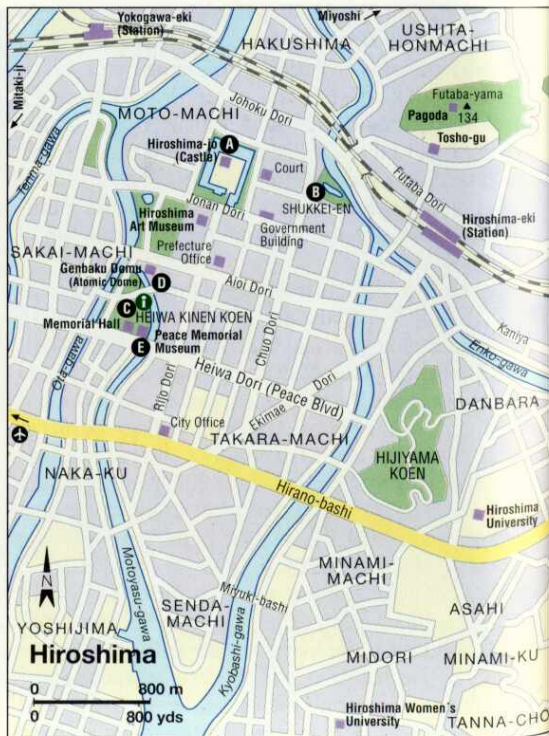 Yokogawa-eki
(Station)
Miyoshi
USHITA-
HONMACHI
HAKUSHIMA
Mitaki-ji
Futaba-yama
134
Pagoda
Tosho-gu
Johoku Dori
MOTO-MACHI
Tenma-gawa
A
Hiroshima-jó
(Castle)
Court
B
SHUKKEI-EN
Futaba Dori
Hiroshima-eki
(Station)
Jonan Dori
Hiroshima
Art Museum
Government
Building
Prefecture
Office
SAKAI-MACHI
Genbaku Domu
(Atomic Dome)
D
Aioi Dori
C
i
HEIWA KINEN KOEN
Memorial Hall
Peace Memorial
Museum
E
Chuo Dori
Kaniya
Enko-gawa
Ota-gawa
Heiwa Dori (Peace Blvd)
Rijo Dori
Ekimae Dori
DANBARA
City Office
TAKARA-MACHI
HIJIYAMA
KOEN
NAKA-KU
Hirano-bashi
Hiroshima
University
N
Motoyasu-gawa
MINAMI-
MACHI
Miyuki-bashi
SENDA-
MACHI
ASAHI
Kyobashi-gawa
YOSHIJIMA
Hiroshima
MIDORI
MINAMI-KU
0 800 m
0 800 yds
Hiroshima Women's
University
TANNA-CHO